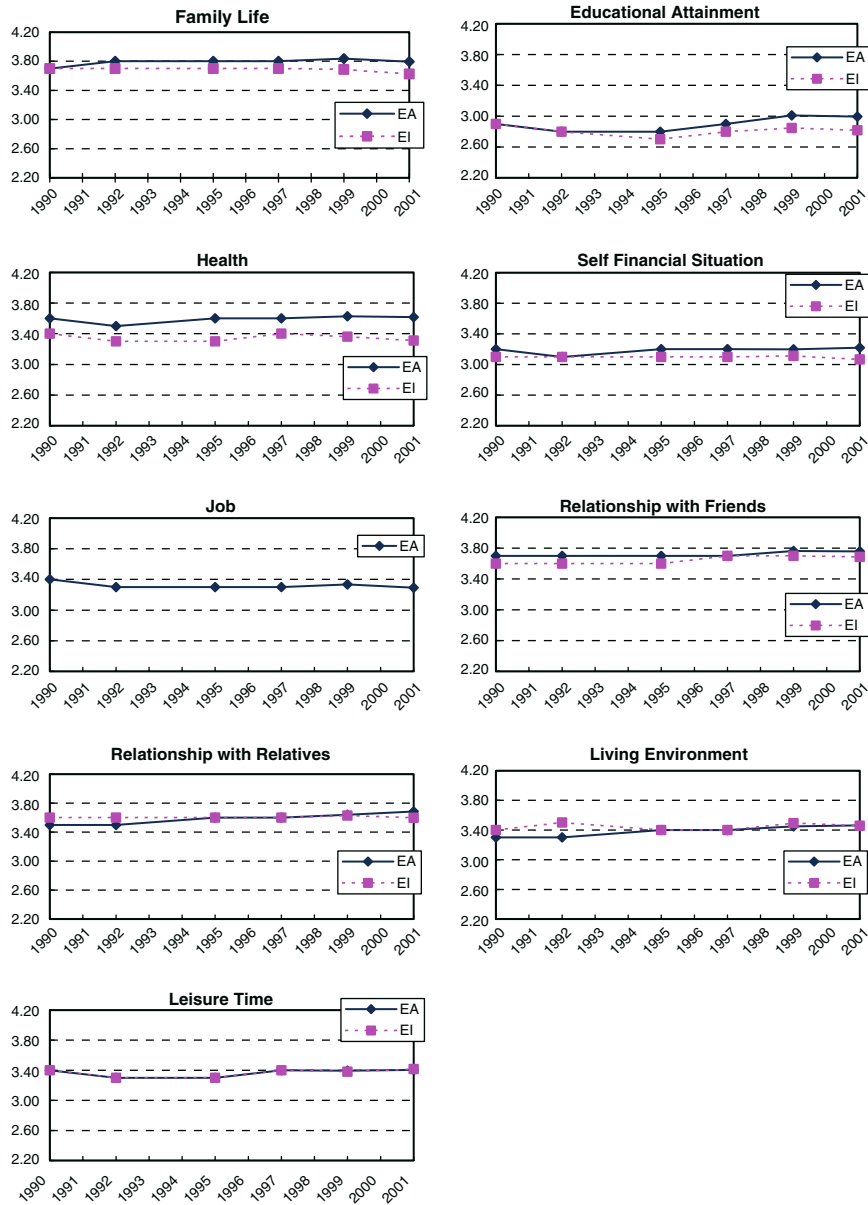 Family Life
4.20
3.80
3.40
3.00
2.60
2.20
EA
EI
1990 1991 1992 1993 1994 1995 1996 1997 1998 1999 2000 2001
Educational Attainment
4.20
3.80
3.40
3.00
2.60
2.20
EA
EI
1990 1991 1992 1993 1994 1995 1996 1997 1998 1999 2000 2001
Health
4.20
3.80
3.40
3.00
2.60
2.20
EA
EI
1990 1991 1992 1993 1994 1995 1996 1997 1998 1999 2000 2001
Self Financial Situation
4.20
3.80
3.40
3.00
2.60
2.20
EA
EI
1990 1991 1992 1993 1994 1995 1996 1997 1998 1999 2000 2001
Job
4.20
3.80
3.40
3.00
2.60
2.20
EA
1990 1991 1992 1993 1994 1995 1996 1997 1998 1999 2000 2001
Relationship with Friends
4.20
3.80
3.40
3.00
2.60
2.20
EA
EI
1990 1991 1992 1993 1994 1995 1996 1997 1998 1999 2000 2001
Relationship with Relatives
4.20
3.80
3.40
3.00
2.60
2.20
EA
EI
1990 1991 1992 1993 1994 1995 1996 1997 1998 1999 2000 2001
Living Environment
4.20
3.80
3.40
3.00
2.60
2.20
EA
EI
1990 1991 1992 1993 1994 1995 1996 1997 1998 1999 2000 2001
Leisure Time
4.20
3.80
3.40
3.00
2.60
2.20
EA
EI
1990 1991 1992 1993 1994 1995 1996 1997 1998 1999 2000 2001